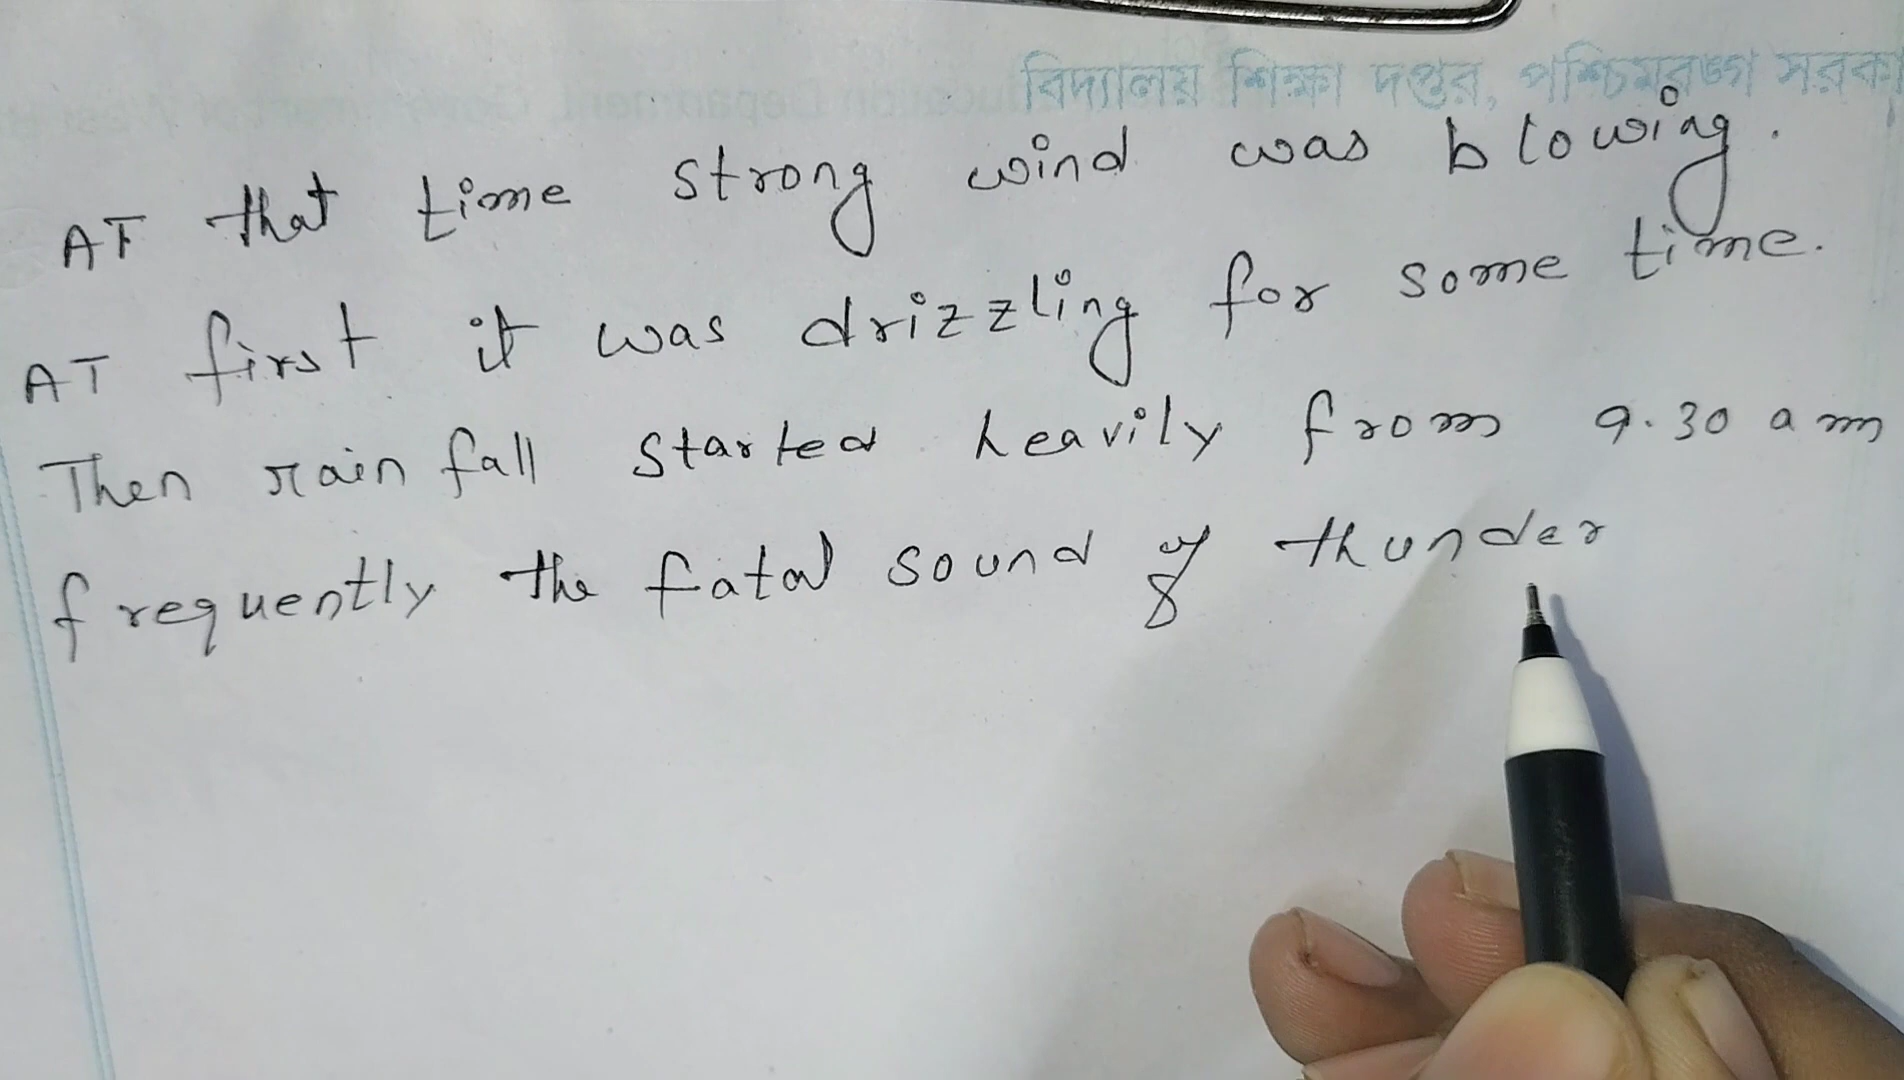 বিদ্যালয় শিক্ষা দপ্তর, পশ্চিমবঙ্গ সরকা
AT that time strong wind was blowing.
AT first it was drizzling for some time.
Then rain fall started heavily from 9.30 am
frequently the fatal sound of thunder